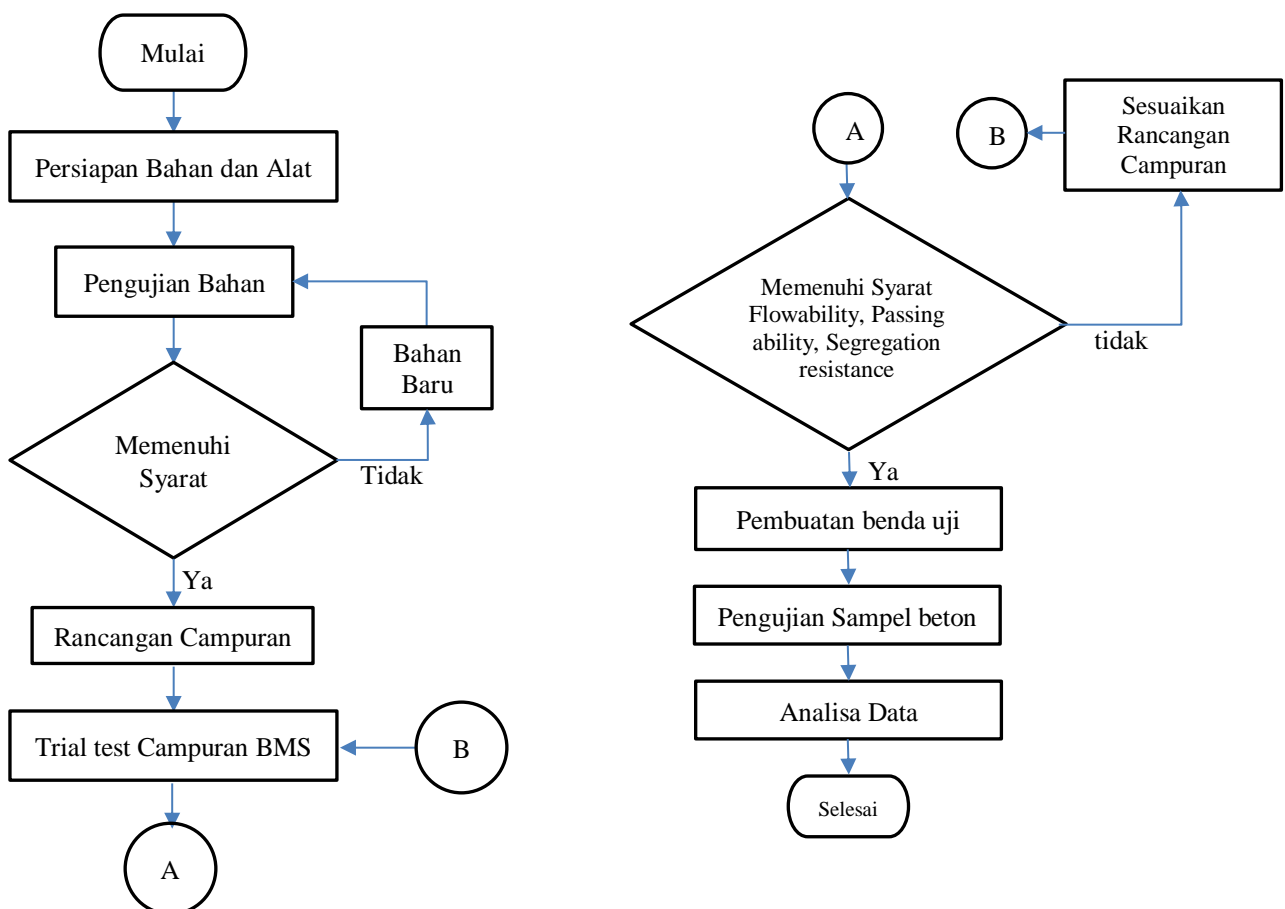 Mulai
Persiapan Bahan dan Alat
Pengujian Bahan
Bahan
Baru
Memenuhi
Syarat
Tidak
Ya
Rancangan Campuran
Trial test Campuran BMS
B
A
A
B
Sesuaikan
Rancangan
Campuran
Memenuhi Syarat
Flowability, Passing
ability, Segregation
resistance
tidak
Ya
Pembuatan benda uji
Pengujian Sampel beton
Analisa Data
Selesai